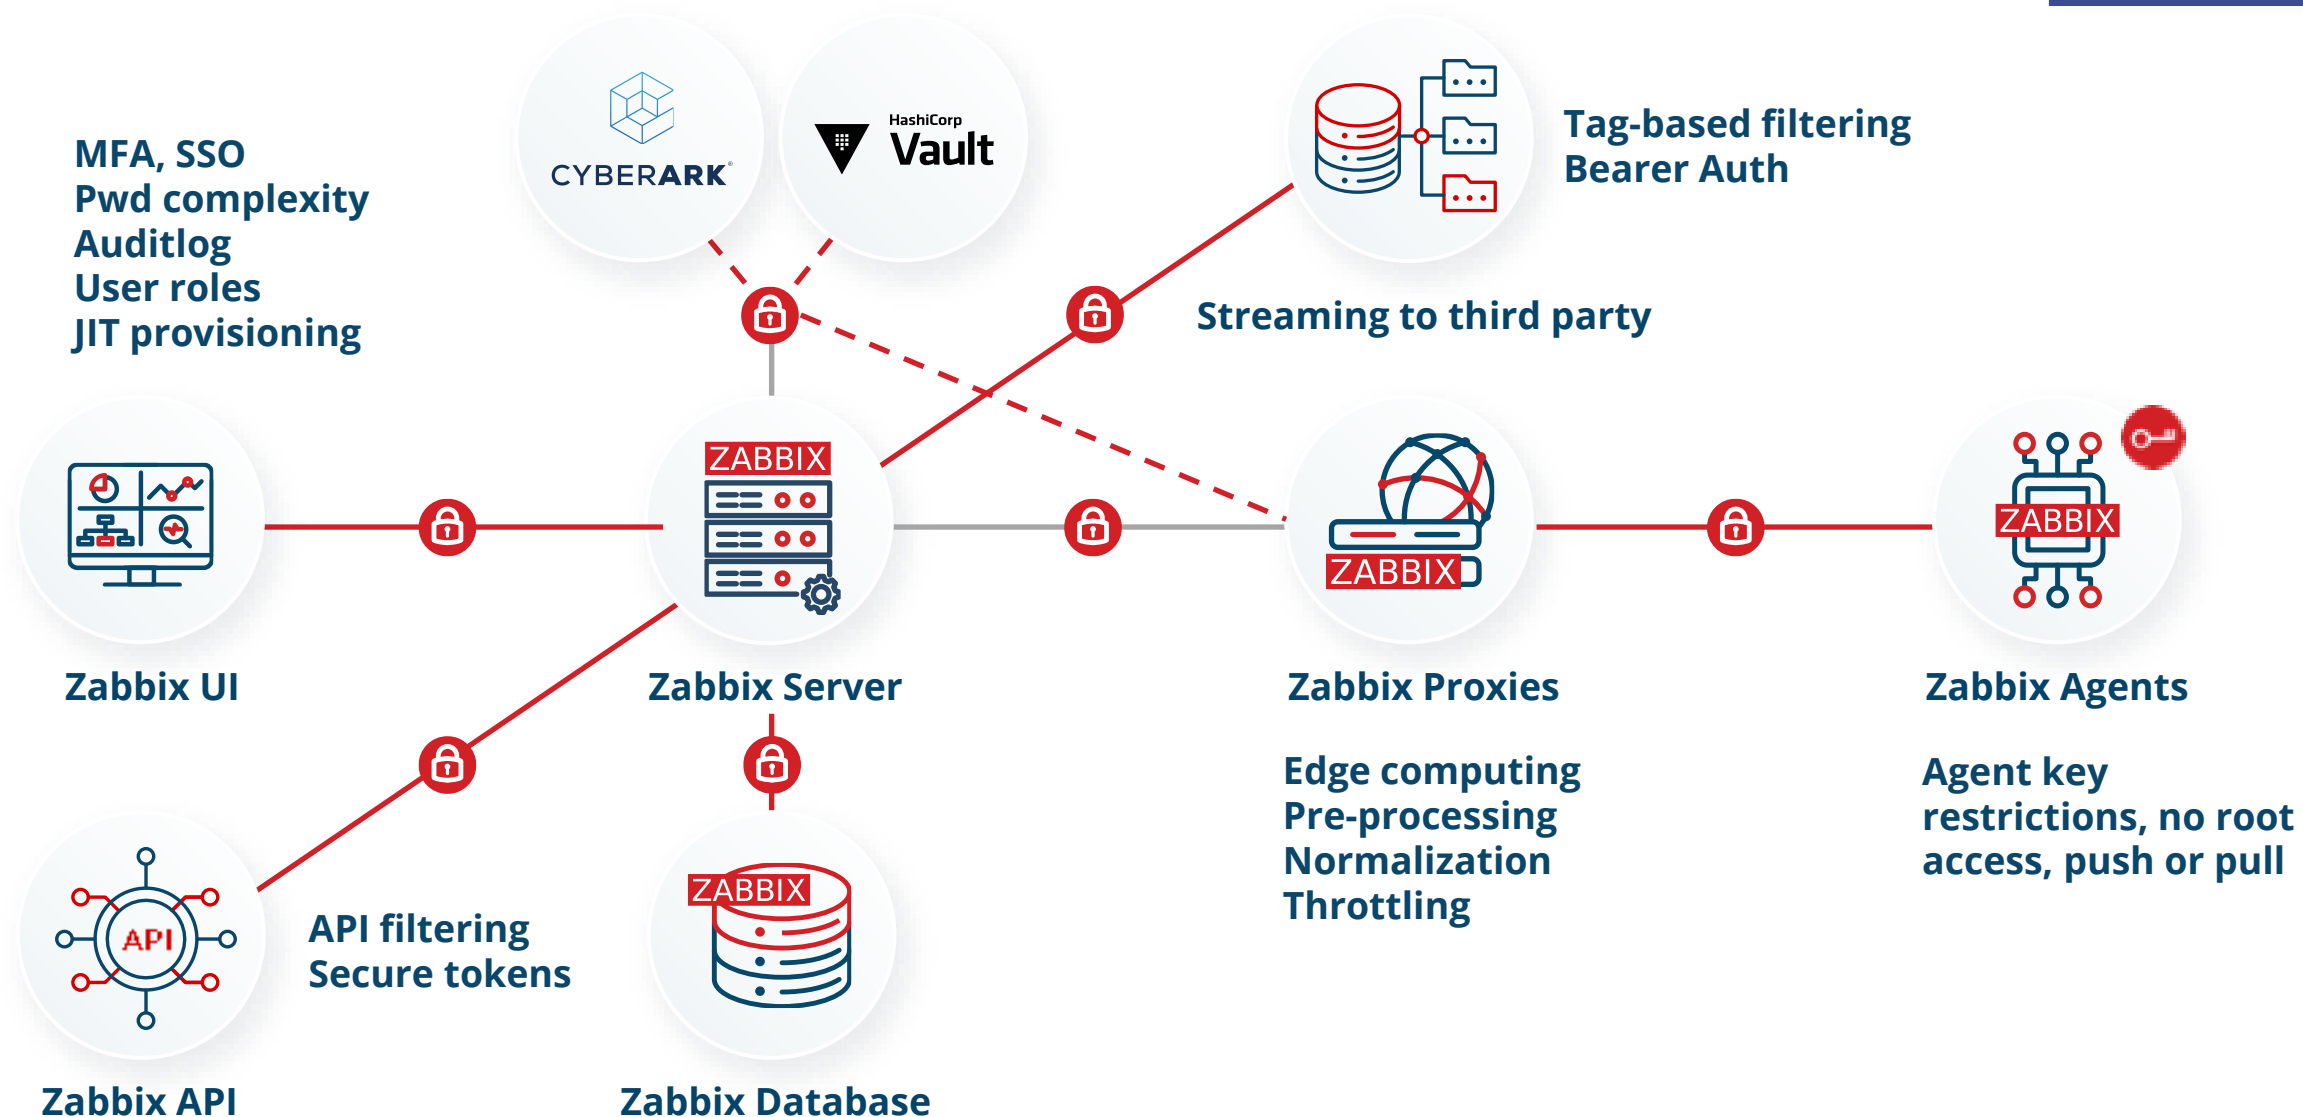 MFA, SSO
Pwd complexity
Auditlog
User roles
JIT provisioning
CYBERARK®
HashiCorp
Vault
Tag-based filtering
Bearer Auth
Streaming to third party
ZABBIX
ZABBIX
ZABBIX
Zabbix UI
Zabbix Server
Zabbix Proxies
Zabbix Agents
Edge computing
Pre-processing
Normalization
Throttling
Agent key
restrictions, no root
access, push or pull
API
API filtering
Secure tokens
ZABBIX
Zabbix API
Zabbix Database